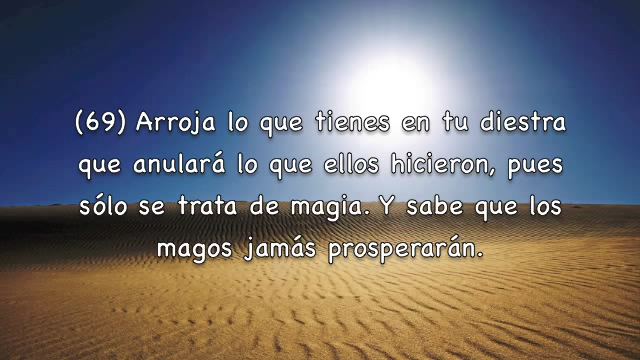 (69) Arroja lo que tienes en tu diestra
que anulará lo que ellos hicieron, pues
sólo se trata de magia. Y sabe que los
magos jamás prosperarán.